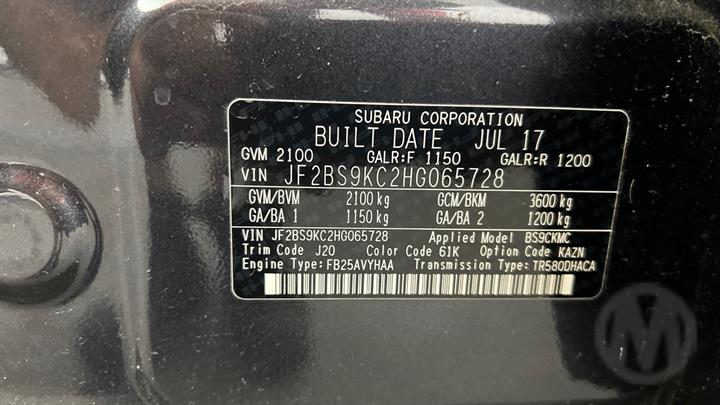 SUBARU CORPORATION
BUILT DATE JUL 17
GVM 2100 GALR:F 1150 GALR:R 1200
VIN JF2BS9KC2HG065728
GVM/BVM 2100 kg GCM/BKM 3600 kg
GA/BA 1 1150 kg GA/BA 2 1200 kg
VIN JF2BS9KC2HG065728 Applied Model BS9CKMC
Trim Code J20 Color Code 61K Option Code KAZN
Engine Type: FB25AVYHAA Transmission Type: TR580DHACA
M